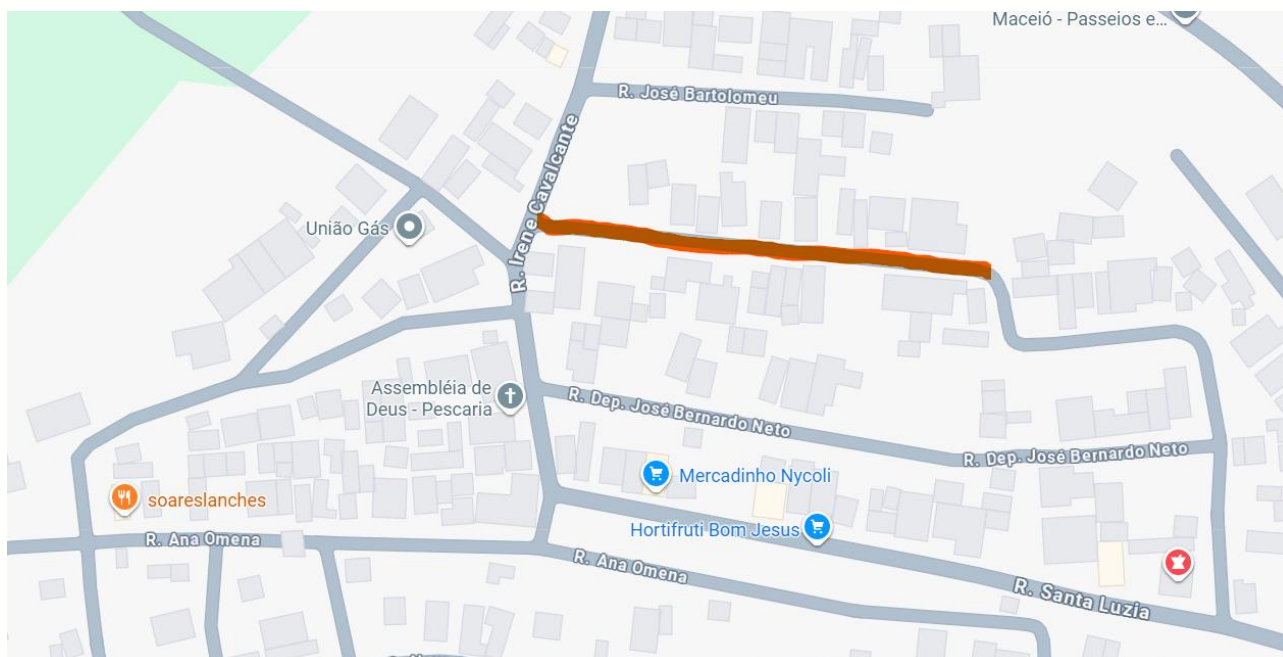 Maceió - Passeios e...
R. José Bartolomeu
R. Irene Cavalcante
União Gás
Assembléia de
Deus - Pescaria
R. Dep. José Bernardo Neto
R. Dep. José Bernardo Neto
Mercadinho Nycoli
soareslanches
Hortifruti Bom Jesus
R. Ana Omena
R. Ana Omena
R. Santa Luzia